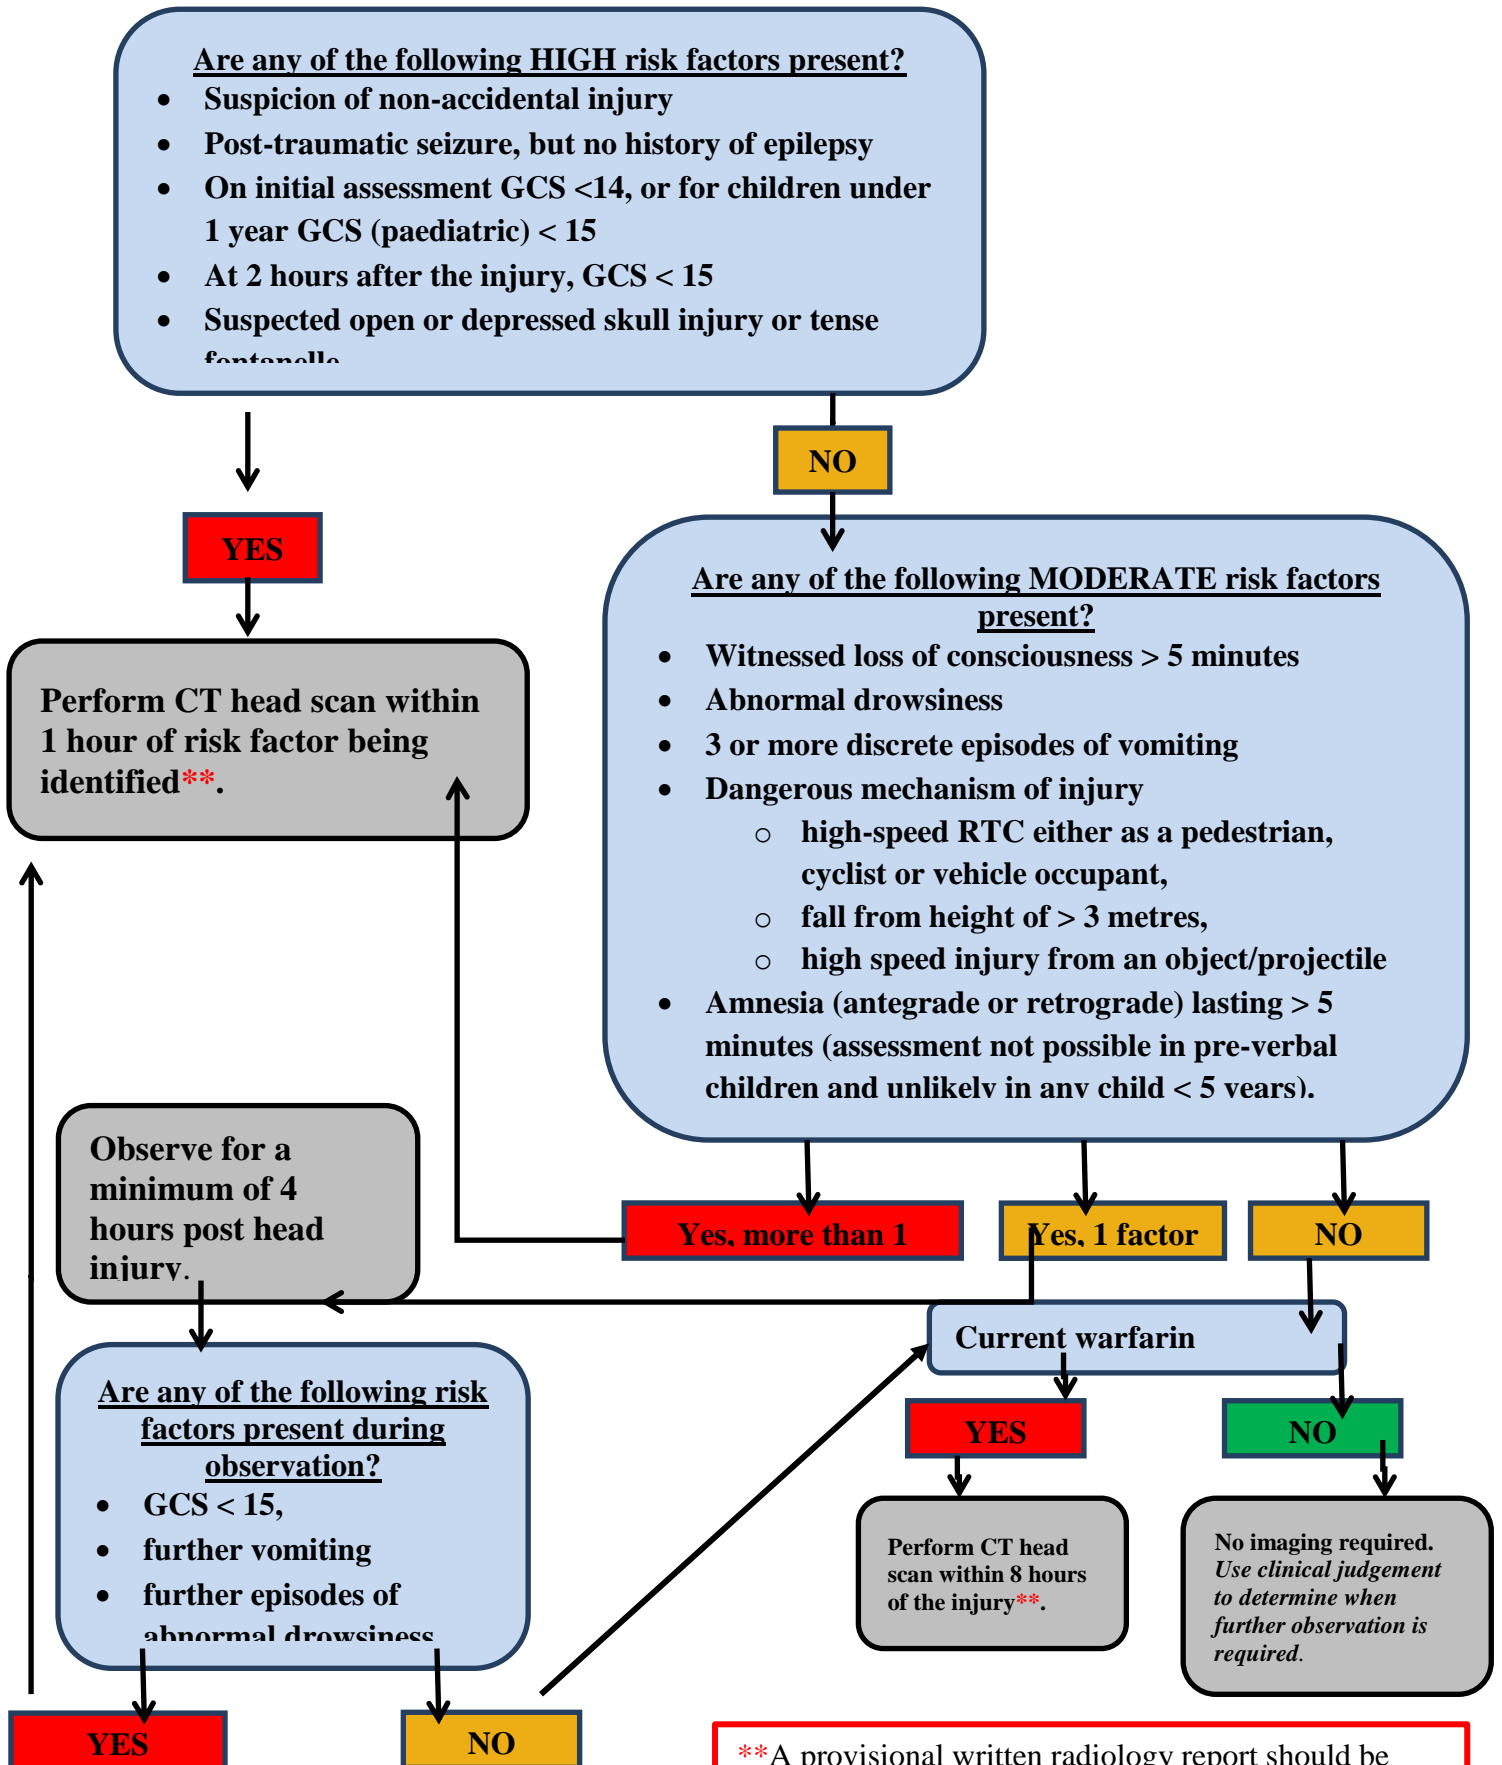 Are any of the following HIGH risk factors present?
• Suspicion of non-accidental injury
• Post-traumatic seizure, but no history of epilepsy
• On initial assessment GCS <14, or for children under
1 year GCS (paediatric) < 15
• At 2 hours after the injury, GCS < 15
• Suspected open or depressed skull injury or tense
fontanelle
NO
YES
Are any of the following MODERATE risk factors
present?
• Witnessed loss of consciousness > 5 minutes
• Abnormal drowsiness
• 3 or more discrete episodes of vomiting
• Dangerous mechanism of injury
o high-speed RTC either as a pedestrian,
cyclist or vehicle occupant,
o fall from height of > 3 metres,
o high speed injury from an object/projectile
• Amnesia (antegrade or retrograde) lasting > 5
minutes (assessment not possible in pre-verbal
children and unlikely in any child < 5 years).
Perform CT head scan within
1 hour of risk factor being
identified**.
Observe for a
minimum of 4
hours post head
injury.
Yes, more than 1
Yes, 1 factor
NO
Current warfarin
Are any of the following risk
factors present during
observation?
• GCS < 15,
• further vomiting
• further episodes of
abnormal drowsiness
YES
NO
Perform CT head
scan within 8 hours
of the injury**.
No imaging required.
Use clinical judgement
to determine when
further observation is
required.
YES
NO
**A provisional written radiology report should be